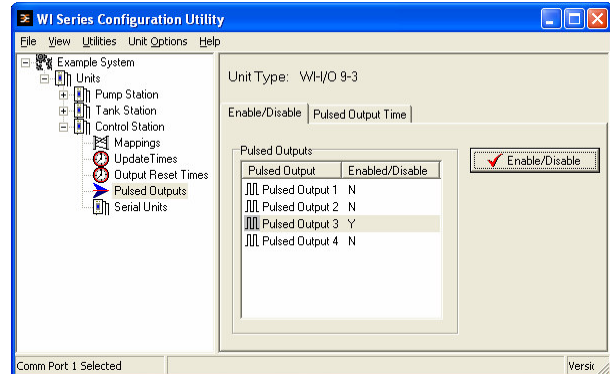 WI Series Configuration Utility
File View Utilities Unit Options Help
Example System
Units
Pump Station
Tank Station
Control Station
Mappings
UpdateTimes
Output Reset Times
Pulsed Outputs
Serial Units
Unit Type: WI-I/O 9-3
Enable/Disable Pulsed Output Time
Pulsed Outputs
Pulsed Output Enabled/Disable
Pulsed Output 1 N
Pulsed Output 2 N
Pulsed Output 3 Y
Pulsed Output 4 N
Enable/Disable
Comm Port 1 Selected Versic